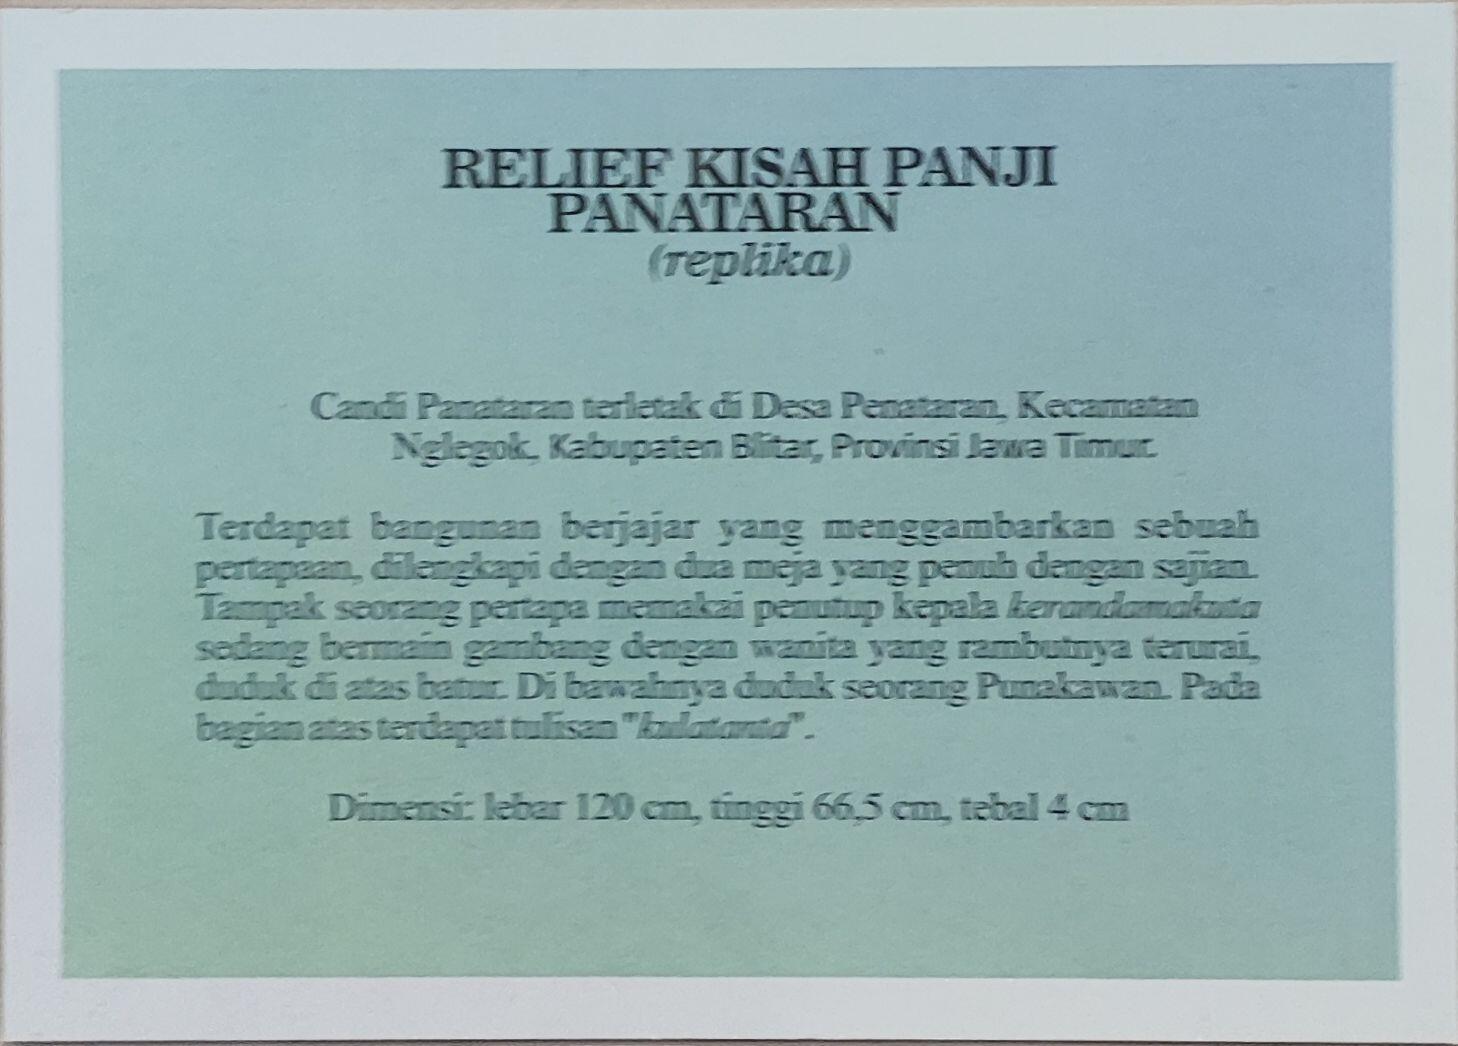 RELIEF KISAH PANJI
PANATARAN
(replika)
Candi Panataran terletak di Desa Penataran, Kecamatan
Nglegok, Kabupaten Blitar, Provinsi Jawa Timur.
Terdapat bangunan berjajar yang menggambarkan sebuah
pertapaan, dilengkapi dengan dua meja yang penuh dengan sajian.
Tampak seorang pertapa memakai penutup kepala kerandamakuta
sedang bermain gambang dengan wanita yang rambutnya terurai,
duduk di atas batur. Di bawahnya duduk seorang Punakawan. Pada
bagian atas terdapat tulisan "kulatanta".
Dimensi: lebar 120 cm, tinggi 66,5 cm, tebal 4 cm